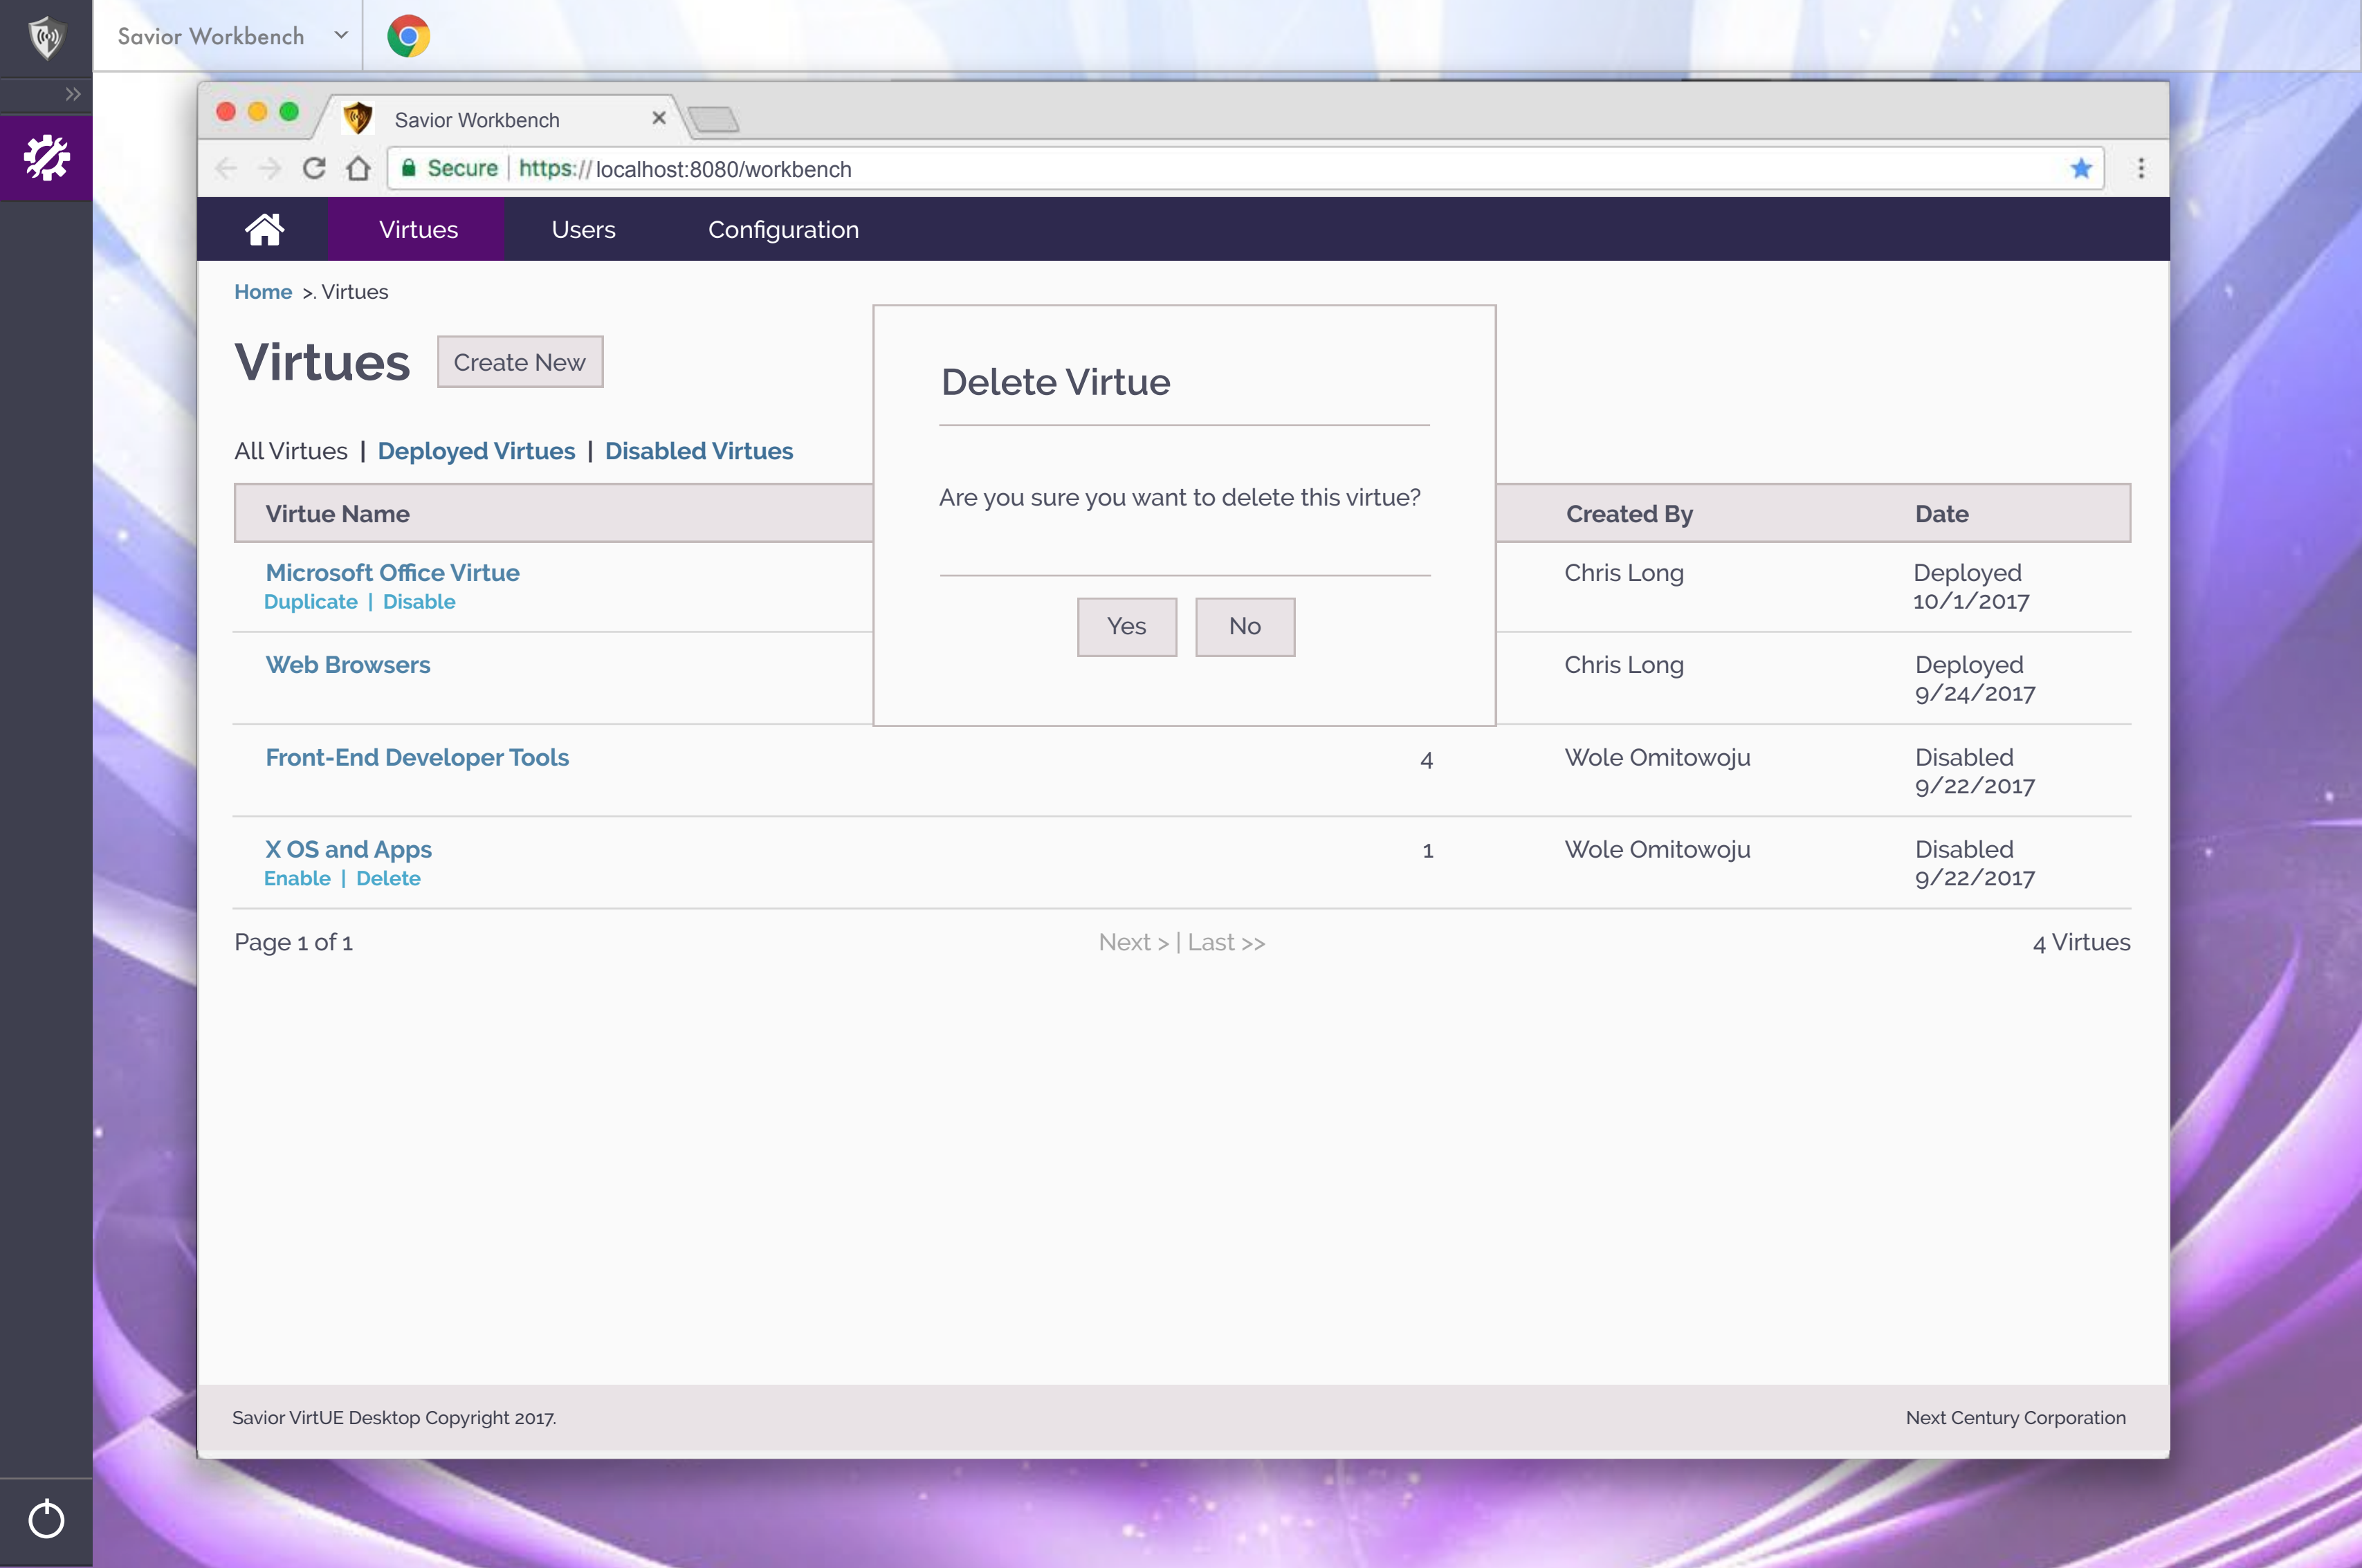 Savior Workbench
Savior Workbench
Secure https://localhost:8080/workbench
Virtues Users Configuration
Home >. Virtues
Virtues Create New
Delete Virtue
All Virtues | Deployed Virtues | Disabled Virtues
Are you sure you want to delete this virtue?
Virtue Name Created By Date
Microsoft Office Virtue Chris Long Deployed
Duplicate | Disable 10/1/2017
Yes No
Web Browsers Chris Long Deployed
9/24/2017
Front-End Developer Tools 4 Wole Omitowoju Disabled
9/22/2017
X OS and Apps 1 Wole Omitowoju Disabled
Enable | Delete 9/22/2017
Page 1 of 1 Next > | Last >> 4 Virtues
Savior VirtUE Desktop Copyright 2017. Next Century Corporation